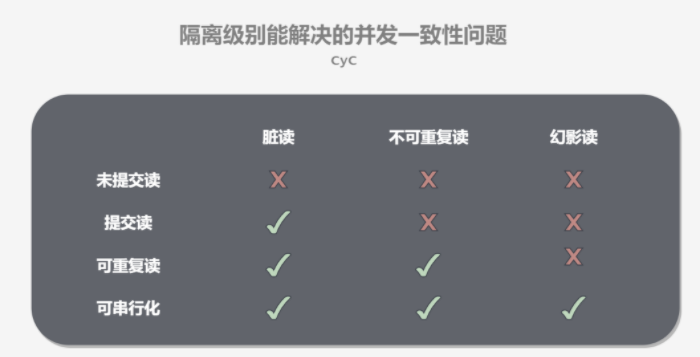 隔离级别能解决的并发一致性问题
CyC
脏读 不可重复读 幻影读
未提交读 X X X
提交读 ✓ X X
可重复读 ✓ ✓ X
可串行化 ✓ ✓ ✓